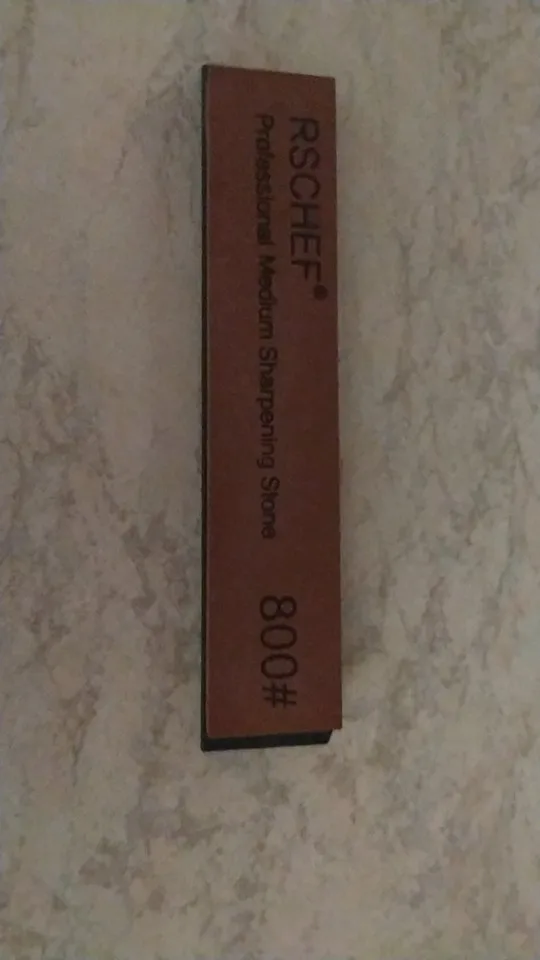 RSCHEF®
Professional Medium Sharpening Stone
800#